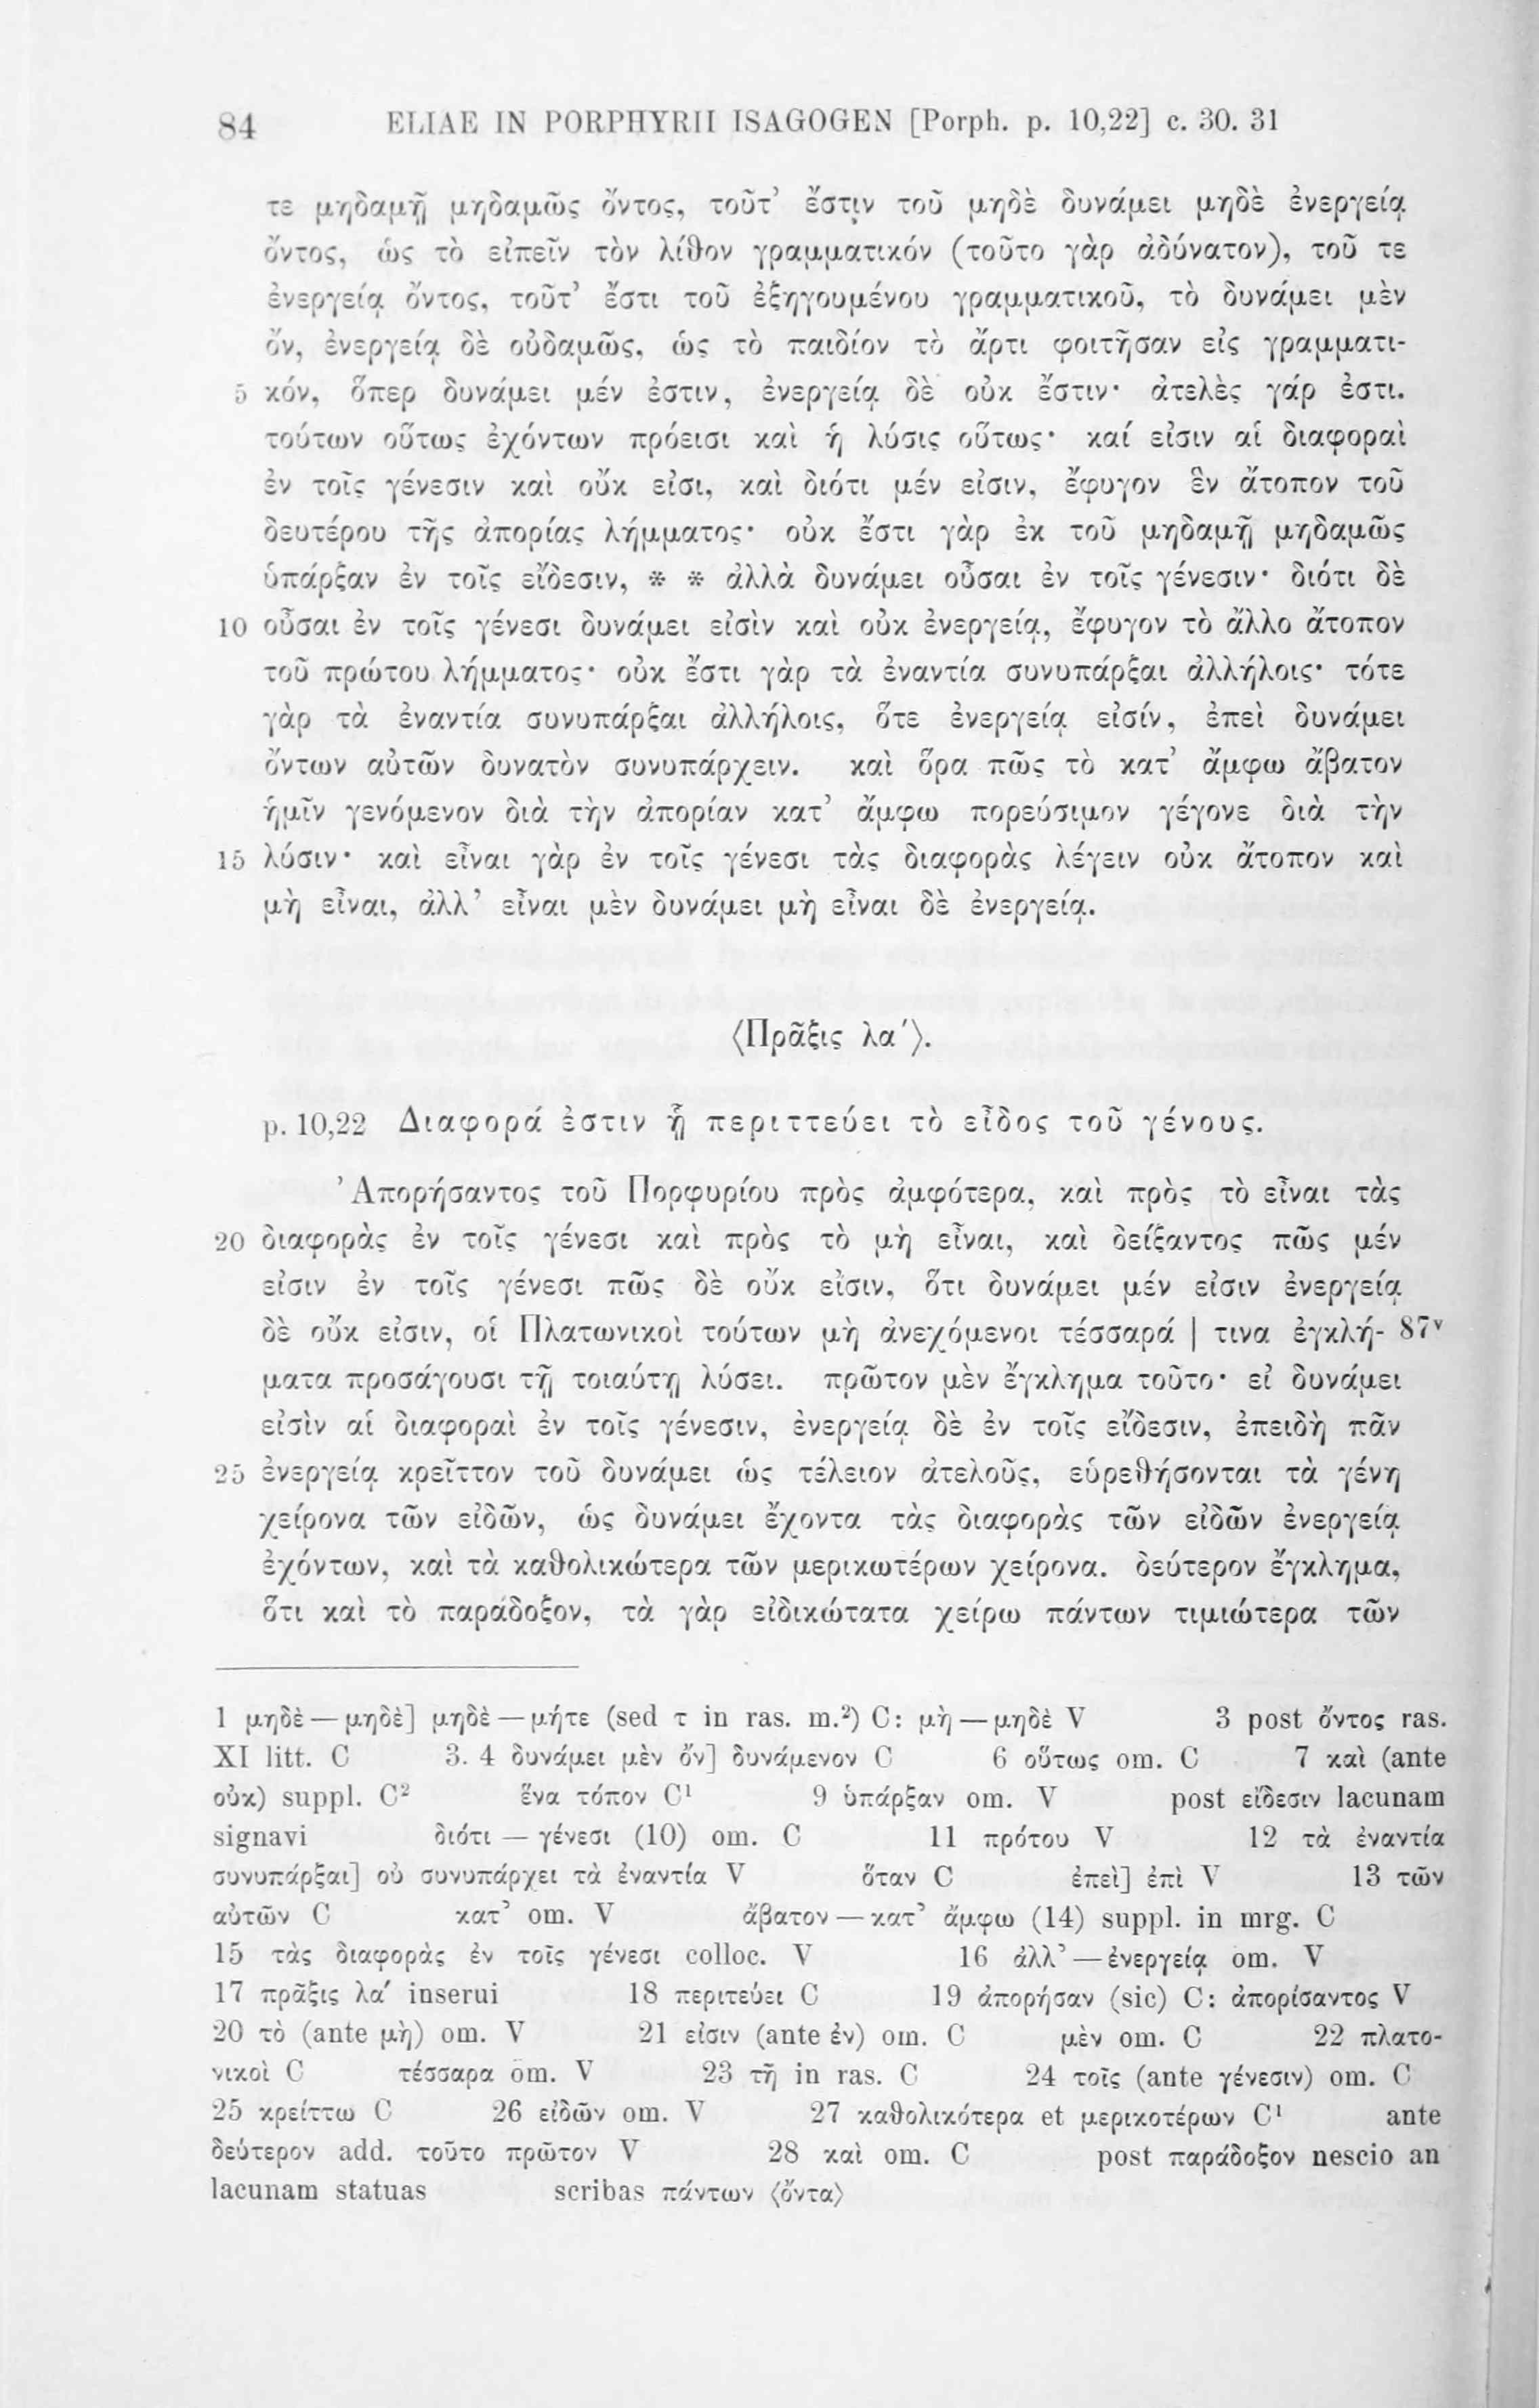 84 ELIAE IN PORPHYRII ISAGOGEN [Porph. p. 10,22] c. 30. 31
τε μηδαμῇ μηδαμῶς ὄντος, τοῦτ’ ἔστιν τοῦ μηδὲ δυνάμει μηδὲ ἐνεργείᾳ
ὄντος, ὡς τὸ εἰπεῖν τὸν λίθον γραμματικόν (τοῦτο γὰρ ἀδύνατον), τοῦ τε
ἐνεργείᾳ ὄντος, τοῦτ’ ἔστι τοῦ ἐξηγουμένου γραμματικοῦ, τὸ δυνάμει μὲν
ὄν, ἐνεργείᾳ δὲ οὐδαμῶς, ὡς τὸ παιδίον τὸ ἄρτι φοιτῆσαν εἰς γραμματι-
5 κόν, ὅπερ δυνάμει μέν ἐστιν, ἐνεργείᾳ δὲ οὐκ ἔστιν· ἀτελὲς γάρ ἐστι.
τούτων οὕτως ἐχόντων πρόεισι καὶ ἡ λύσις οὕτως· καί εἰσιν αἱ διαφοραὶ
ἐν τοῖς γένεσιν καὶ οὔκ εἰσι, καὶ διότι μέν εἰσιν, ἔφυγον ἓν ἄτοπον τοῦ
δευτέρου τῆς ἀπορίας λήμματος· οὐκ ἔστι γὰρ ἐκ τοῦ μηδαμῇ μηδαμῶς
ὑπάρξαν ἐν τοῖς εἴδεσιν, * * ἀλλὰ δυνάμει οὖσαι ἐν τοῖς γένεσιν· διότι δὲ
10 οὖσαι ἐν τοῖς γένεσι δυνάμει εἰσὶν καὶ οὐκ ἐνεργείᾳ, ἔφυγον τὸ ἄλλο ἄτοπον
τοῦ πρώτου λήμματος· οὐκ ἔστι γὰρ τὰ ἐναντία συνυπάρξαι ἀλλήλοις· τότε
γὰρ τὰ ἐναντία συνυπάρξαι ἀλλήλοις, ὅτε ἐνεργείᾳ εἰσίν, ἐπεὶ δυνάμει
ὄντων αὐτῶν δυνατὸν συνυπάρχειν. καὶ ὅρα πῶς τὸ κατ’ ἄμφω ἄβατον
ἡμῖν γενόμενον διὰ τὴν ἀπορίαν κατ’ ἄμφω πορεύσιμον γέγονε διὰ τὴν
15 λύσιν· καὶ εἶναι γὰρ ἐν τοῖς γένεσι τὰς διαφορὰς λέγειν οὐκ ἄτοπον καὶ
μὴ εἶναι, ἀλλ’ εἶναι μὲν δυνάμει μὴ εἶναι δὲ ἐνεργείᾳ.
⟨Πρᾶξις λα΄⟩.
p. 10,22 Διαφορά ἐστιν ᾗ περιττεύει τὸ εἶδος τοῦ γένους.
Ἀπορήσαντος τοῦ Πορφυρίου πρὸς ἀμφότερα, καὶ πρὸς τὸ εἶναι τὰς
20 διαφορὰς ἐν τοῖς γένεσι καὶ πρὸς τὸ μὴ εἶναι, καὶ δείξαντος πῶς μέν
εἰσιν ἐν τοῖς γένεσι πῶς δὲ οὔκ εἰσιν, ὅτι δυνάμει μέν εἰσιν ἐνεργείᾳ
δὲ οὔκ εἰσιν, οἱ Πλατωνικοὶ τούτων μὴ ἀνεχόμενοι τέσσαρά | τινα ἐγκλή- 87ᵛ
ματα προσάγουσι τῇ τοιαύτῃ λύσει. πρῶτον μὲν ἔγκλημα τοῦτο· εἰ δυνάμει
εἰσὶν αἱ διαφοραὶ ἐν τοῖς γένεσιν, ἐνεργείᾳ δὲ ἐν τοῖς εἴδεσιν, ἐπειδὴ πᾶν
25 ἐνεργείᾳ κρεῖττον τοῦ δυνάμει ὡς τέλειον ἀτελοῦς, εὑρεθήσονται τὰ γένη
χείρονα τῶν εἰδῶν, ὡς δυνάμει ἔχοντα τὰς διαφορὰς τῶν εἰδῶν ἐνεργείᾳ
ἐχόντων, καὶ τὰ καθολικώτερα τῶν μερικωτέρων χείρονα. δεύτερον ἔγκλημα,
ὅτι καὶ τὸ παράδοξον, τὰ γὰρ εἰδικώτατα χείρω πάντων τιμιώτερα τῶν
1 μηδὲ — μηδὲ] μηδὲ — μήτε (sed τ in ras. m.²) C: μὴ — μηδὲ V 3 post ὄντος ras.
XI litt. C 3. 4 δυνάμει μὲν ὄν] δυνάμενον C 6 οὕτως om. C 7 καὶ (ante
οὐκ) suppl. C² ἕνα τόπον C¹ 9 ὑπάρξαν om. V post εἴδεσιν lacunam
signavi διότι — γένεσι (10) om. C 11 πρότου V 12 τὰ ἐναντία
συνυπάρξαι] οὐ συνυπάρχει τὰ ἐναντία V ὅταν C ἐπεὶ] ἐπὶ V 13 τῶν
αὐτῶν C κατ’ om. V ἄβατον — κατ’ ἄμφω (14) suppl. in mrg. C
15 τὰς διαφορὰς ἐν τοῖς γένεσι colloc. V 16 ἀλλ’ — ἐνεργείᾳ om. V
17 πρᾶξις λα΄ inserui 18 περιτεύει C 19 ἀπορήσαν (sic) C: ἀπορίσαντος V
20 τὸ (ante μὴ) om. V 21 εἰσιν (ante ἐν) om. C μὲν om. C 22 πλατο-
νικοὶ C τέσσαρα om. V 23 τῇ in ras. C 24 τοῖς (ante γένεσιν) om. C
25 κρείττω C 26 εἰδῶν om. V 27 καθολικότερα et μερικοτέρων C¹ ante
δεύτερον add. τοῦτο πρῶτον V 28 καὶ om. C post παράδοξον nescio an
lacunam statuas scribas πάντων ⟨ὄντα⟩